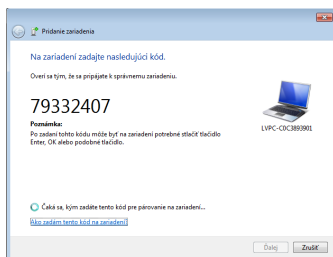 Pridanie zariadenia
Na zariadení zadajte nasledujúci kód.
Overí sa tým, že sa pripájate k správnemu zariadeniu.
79332407
Poznámka:
Po zadaní tohto kódu môže byť na zariadení potrebné stlačiť tlačidlo
Enter, OK alebo podobné tlačidlo.
LVPC-C0C3893901
Čaká sa, kým zadáte tento kód pre párovanie na zariadení...
Ako zadám tento kód na zariadení?
Ďalej
Zrušiť